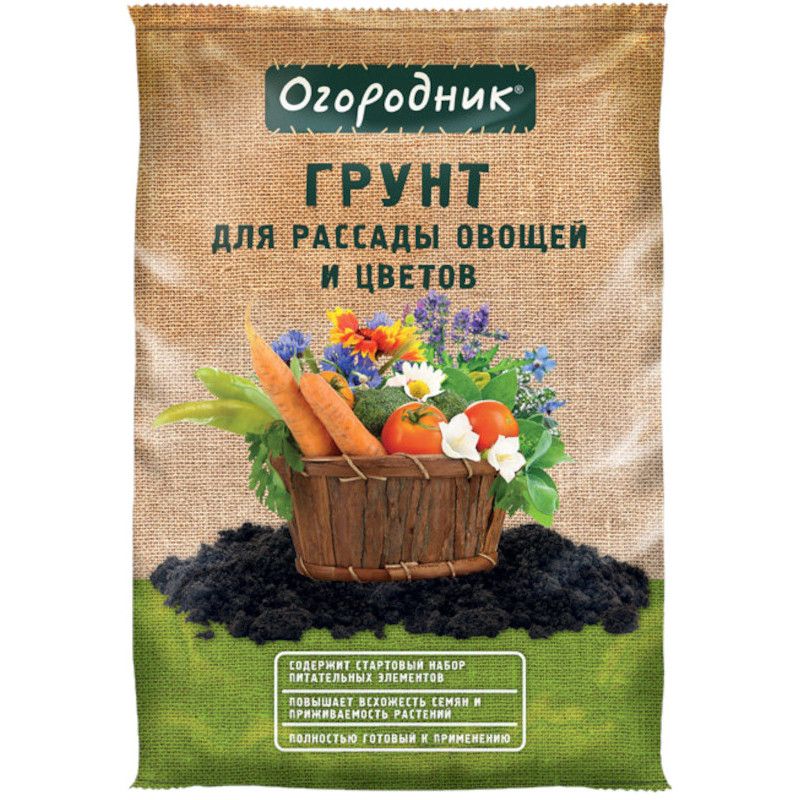 Огородник®
ГРУНТ
ДЛЯ РАССАДЫ ОВОЩЕЙ
И ЦВЕТОВ
СОДЕРЖИТ СТАРТОВЫЙ НАБОР
ПИТАТЕЛЬНЫХ ЭЛЕМЕНТОВ
ПОВЫШАЕТ ВСХОЖЕСТЬ СЕМЯН И
ПРИЖИВАЕМОСТЬ РАСТЕНИЙ
ПОЛНОСТЬЮ ГОТОВЫЙ К ПРИМЕНЕНИЮ